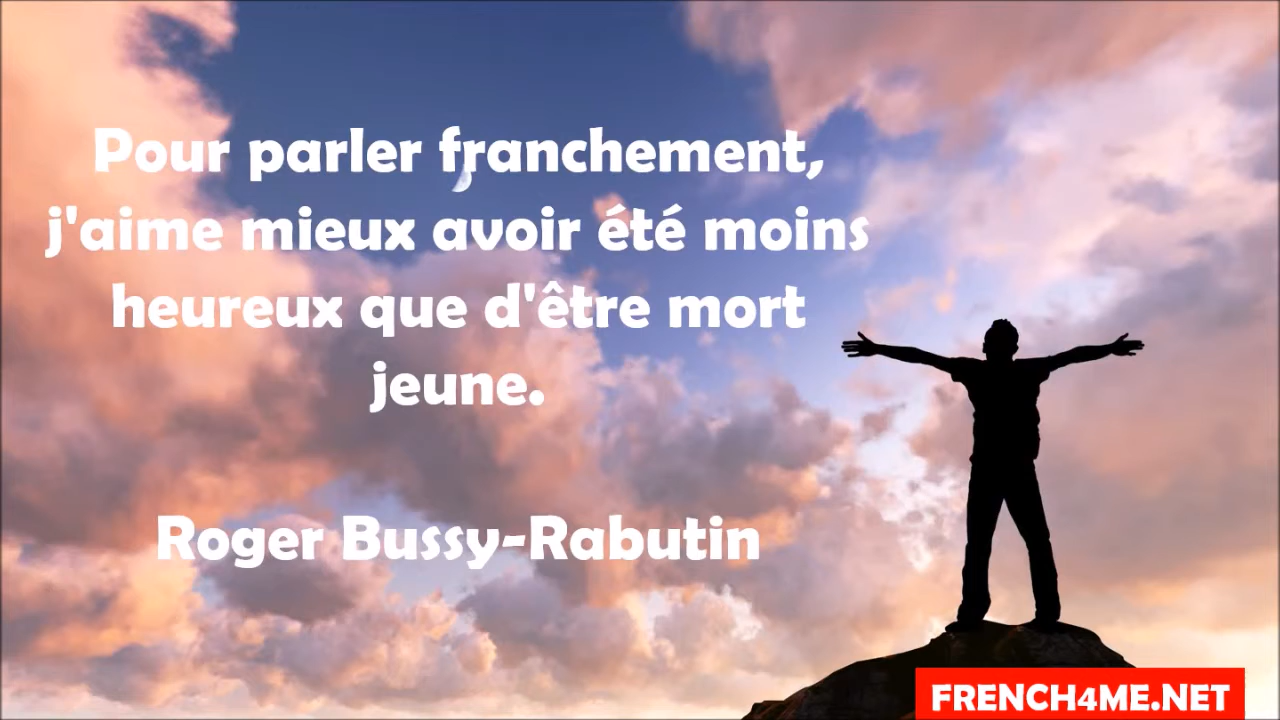 Pour parler franchement,
j'aime mieux avoir été moins
heureux que d'être mort
jeune.
Roger Bussy-Rabutin
FRENCH4ME.NET